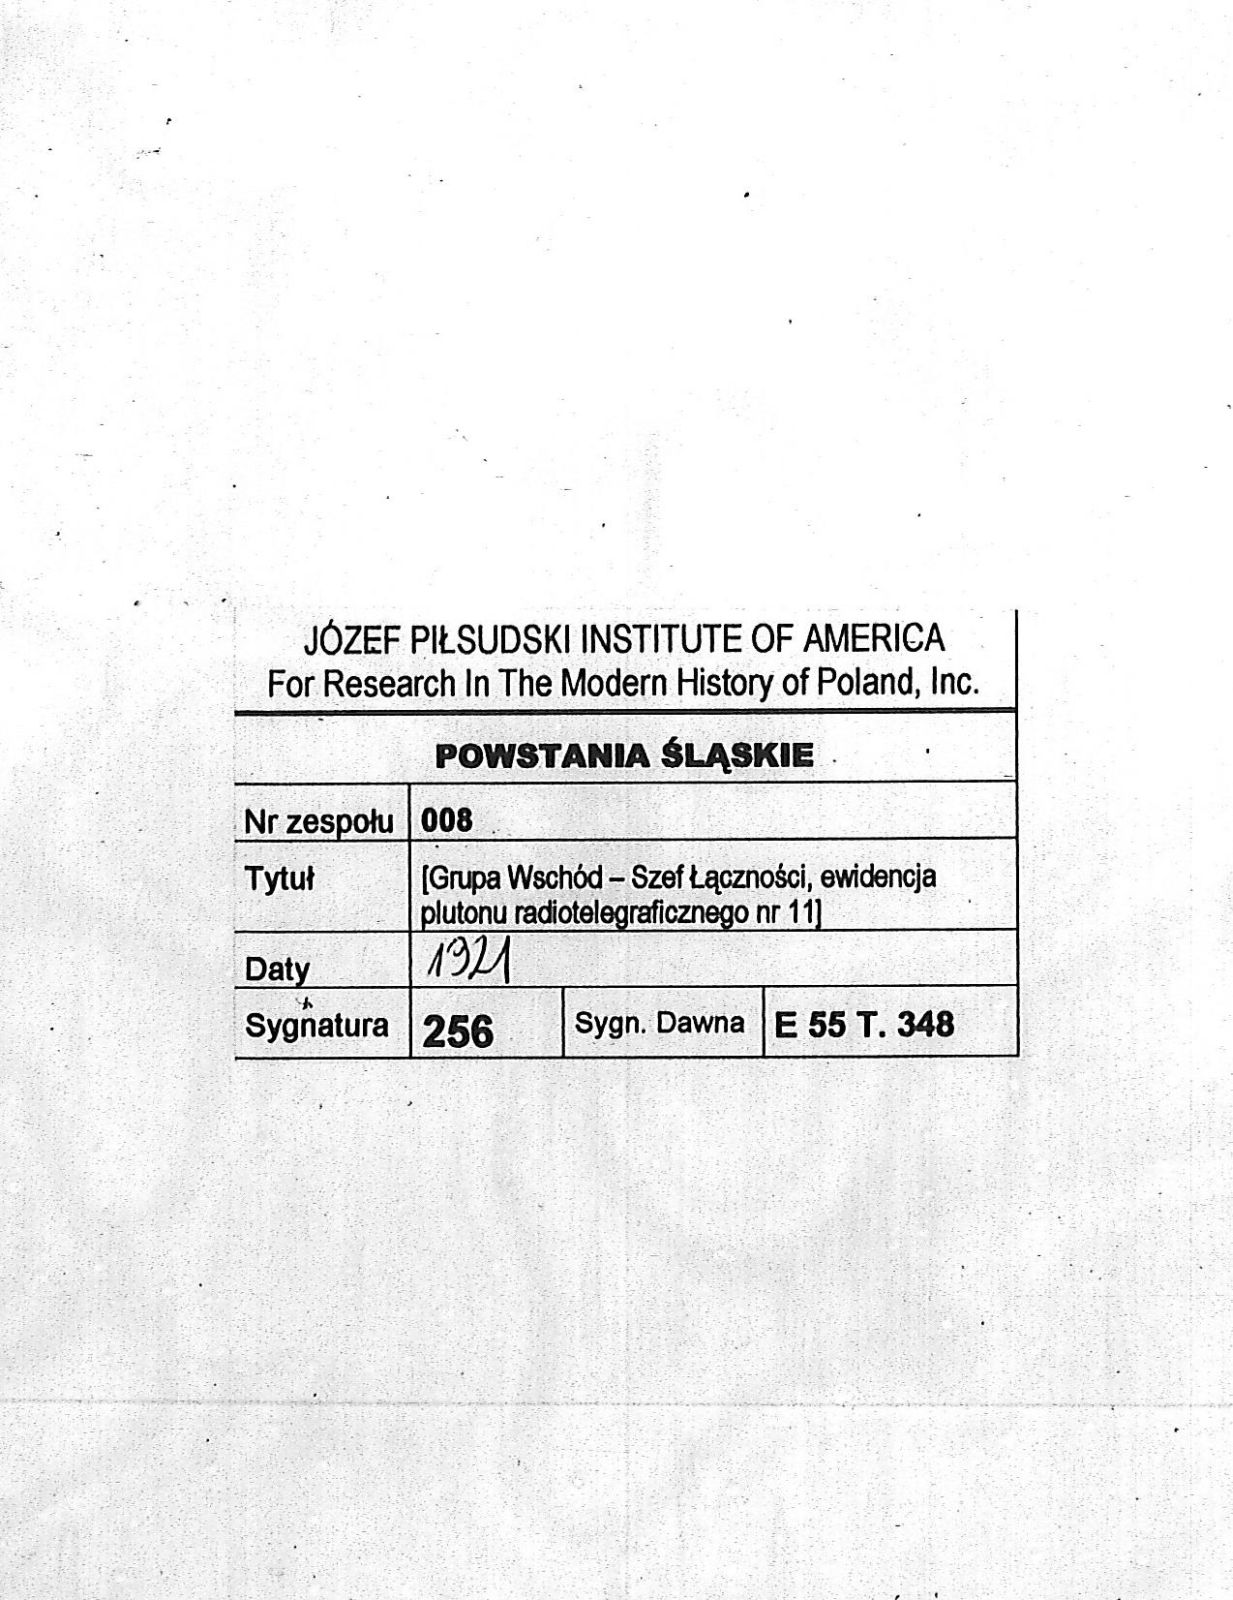 JÓZEF PIŁSUDSKI INSTITUTE OF AMERICA
For Research In The Modern History of Poland, Inc.
POWSTANIA ŚLĄSKIE
Nr zespołu 008
Tytuł [Grupa Wschód – Szef Łączności, ewidencja
plutonu radiotelegraficznego nr 11]
Daty 1921
Sygnatura 256 Sygn. Dawna E 55 T. 348